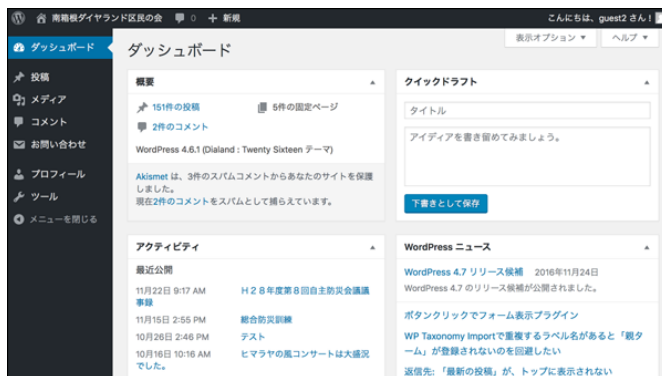 南箱根ダイヤランド区民の会 0 + 新規 こんにちは、guest2 さん！
表示オプション ▼ ヘルプ ▼
ダッシュボード
投稿
メディア
コメント
お問い合わせ
プロフィール
ツール
メニューを閉じる
ダッシュボード
概要
151件の投稿 5件の固定ページ
2件のコメント
WordPress 4.6.1 (Dialand : Twenty Sixteen テーマ)
Akismet は、3件のスパムコメントからあなたのサイトを保護
しました。
現在2件のコメントをスパムとして捕らえています。
アクティビティ
最近公開
11月22日 9:17 AM Ｈ２８年度第８回自主防災会議議
事録
11月15日 2:55 PM 総合防災訓練
10月26日 2:46 PM テスト
10月16日 10:16 AM ヒマラヤの風コンサートは大盛況
でした。
クイックドラフト
タイトル
アイディアを書き留めてみましょう。
下書きとして保存
WordPress ニュース
WordPress 4.7 リリース候補 2016年11月24日
WordPress 4.7 のリリース候補が公開されました。
ボタンクリックでフォーム表示プラグイン
WP Taxonomy Importで重複するラベル名があると「親タ
ーム」が登録されないのを回避したい
返信先: 「最新の投稿」が、トップに表示されない